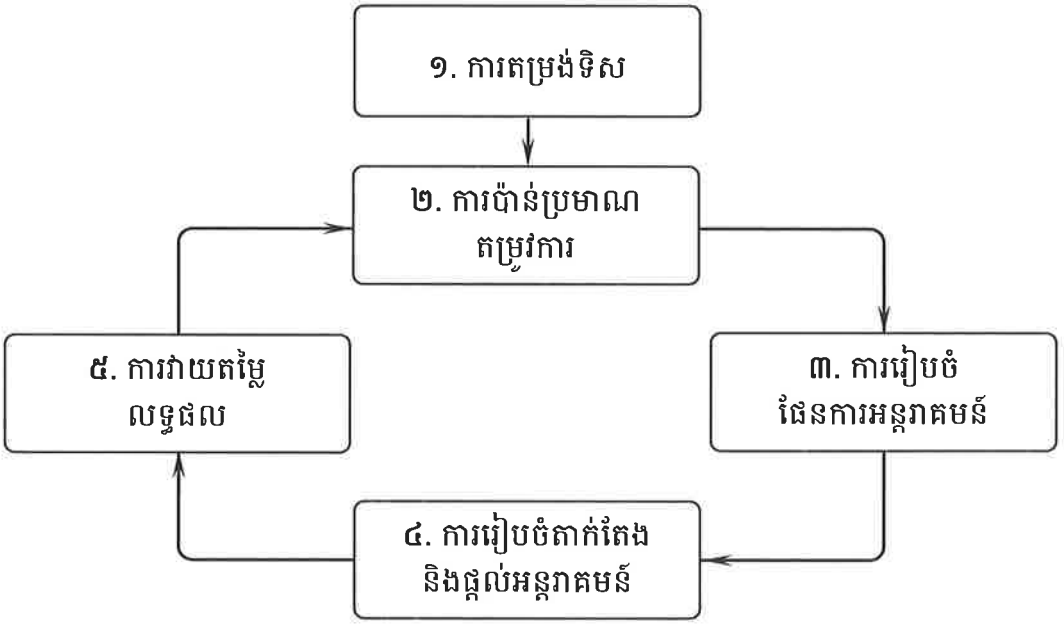 ១. ការតម្រង់ទិស
២. ការប៉ាន់ប្រមាណ
តម្រូវការ
៣. ការរៀបចំ
ផែនការអន្តរាគមន៍
៤. ការរៀបចំតាក់តែង
និងផ្តល់អន្តរាគមន៍
៥. ការវាយតម្លៃ
លទ្ធផល